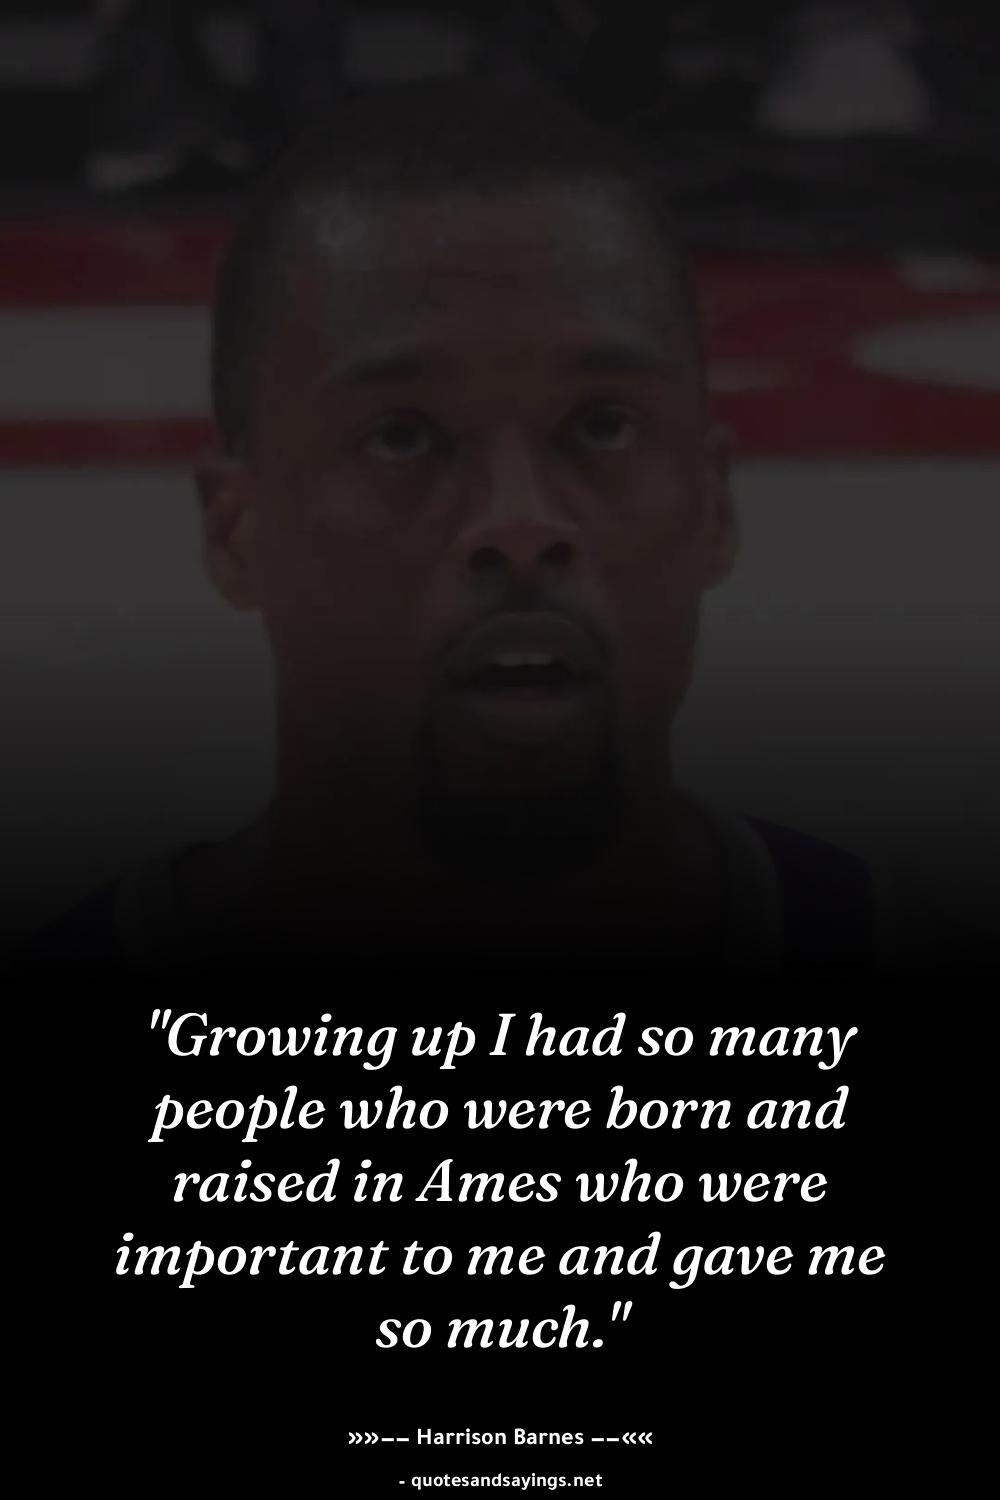 "Growing up I had so many
people who were born and
raised in Ames who were
important to me and gave me
so much."
»»–– Harrison Barnes ––««
- quotesandsayings.net